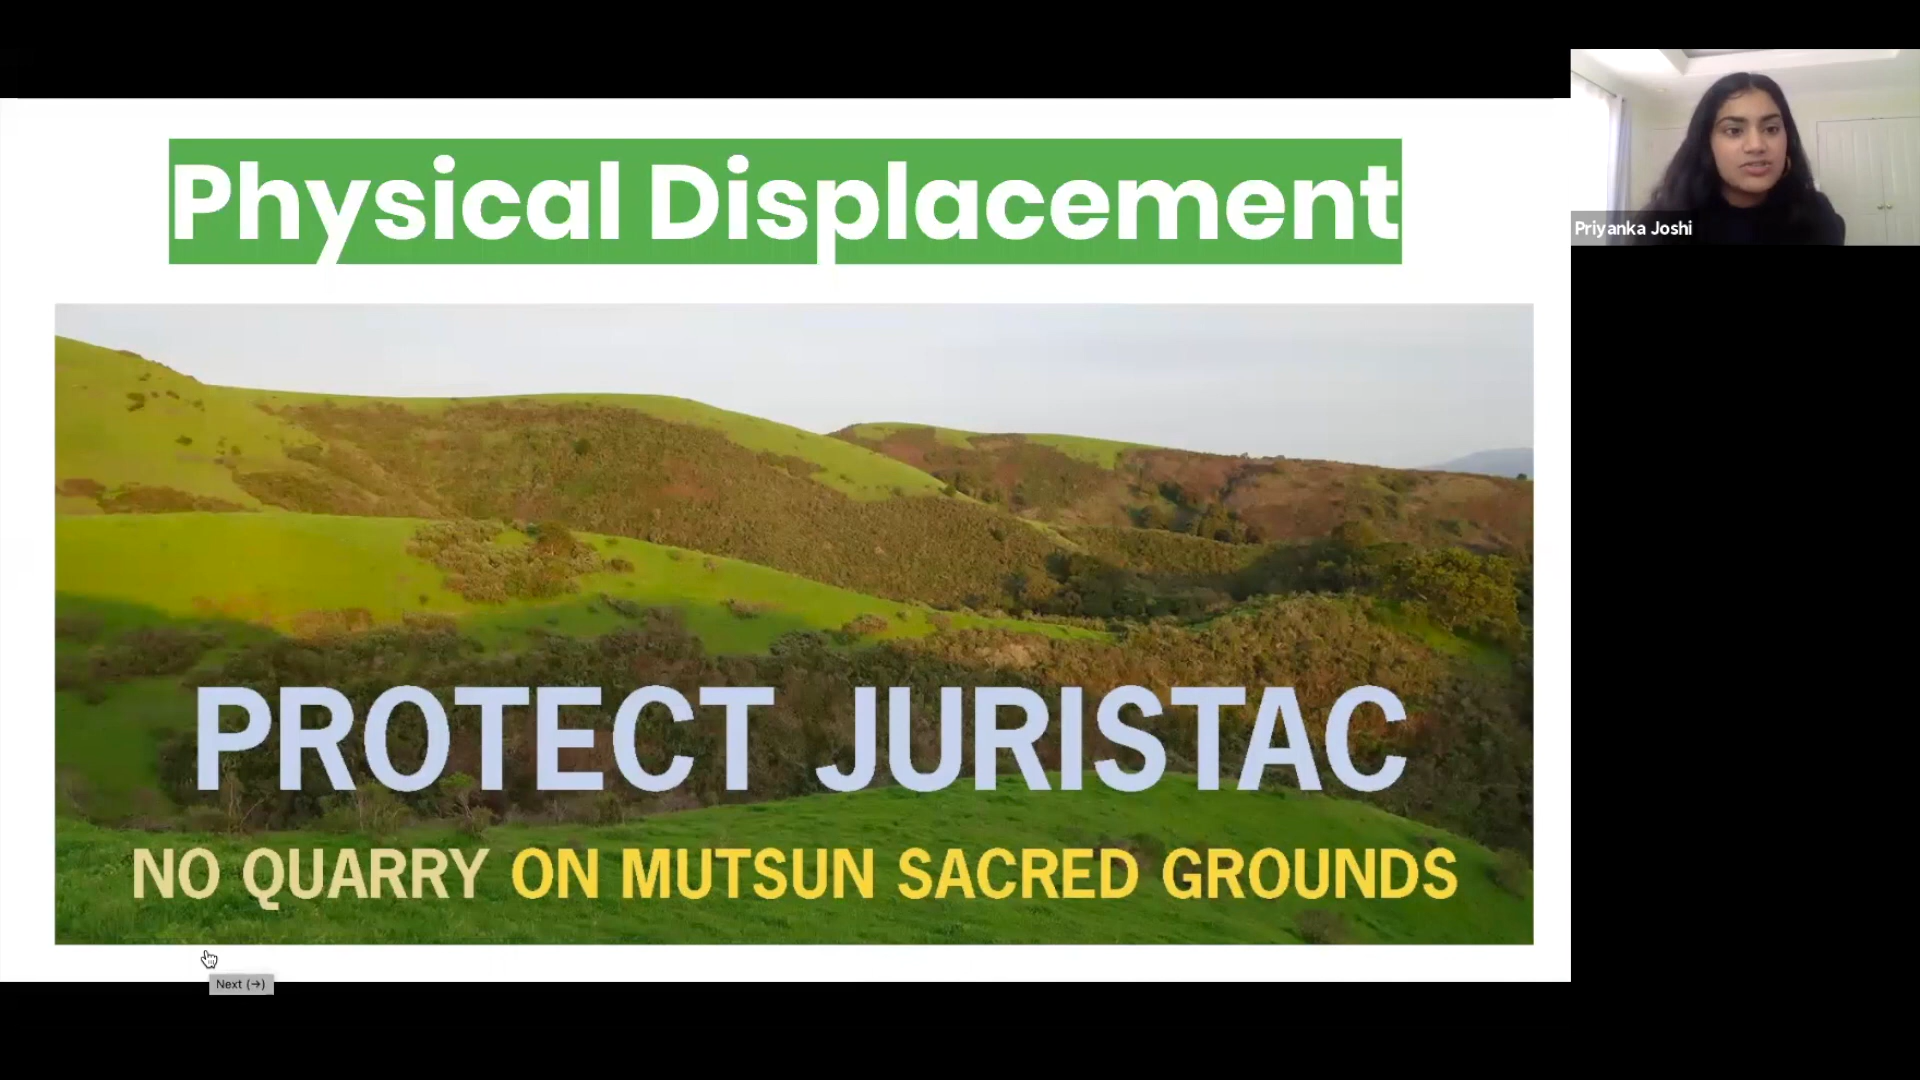 Physical Displacement
PROTECT JURISTAC
NO QUARRY ON MUTSUN SACRED GROUNDS
Priyanka Joshi
Next (→)